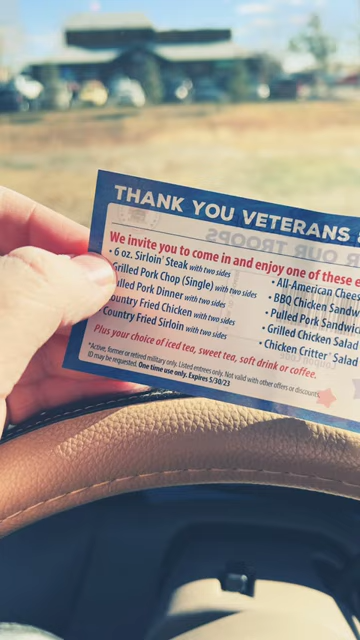 THANK YOU VETERANS
We invite you to come in and enjoy one of these
• 6 oz. Sirloin* Steak with two sides
Grilled Pork Chop (Single) with two sides
Pulled Pork Dinner with two sides
Country Fried Chicken with two sides
Country Fried Sirloin with two sides
• All-American Chee
• BBQ Chicken Sandw
• Pulled Pork Sandwi
• Grilled Chicken Salad
• Chicken Critter® Salad
Plus your choice of iced tea, sweet tea, soft drink or coffee.
*Active, former or retired military only. Listed entrees only. Not valid with other offers or discounts.
ID may be requested. One time use only. Expires 5/30/23